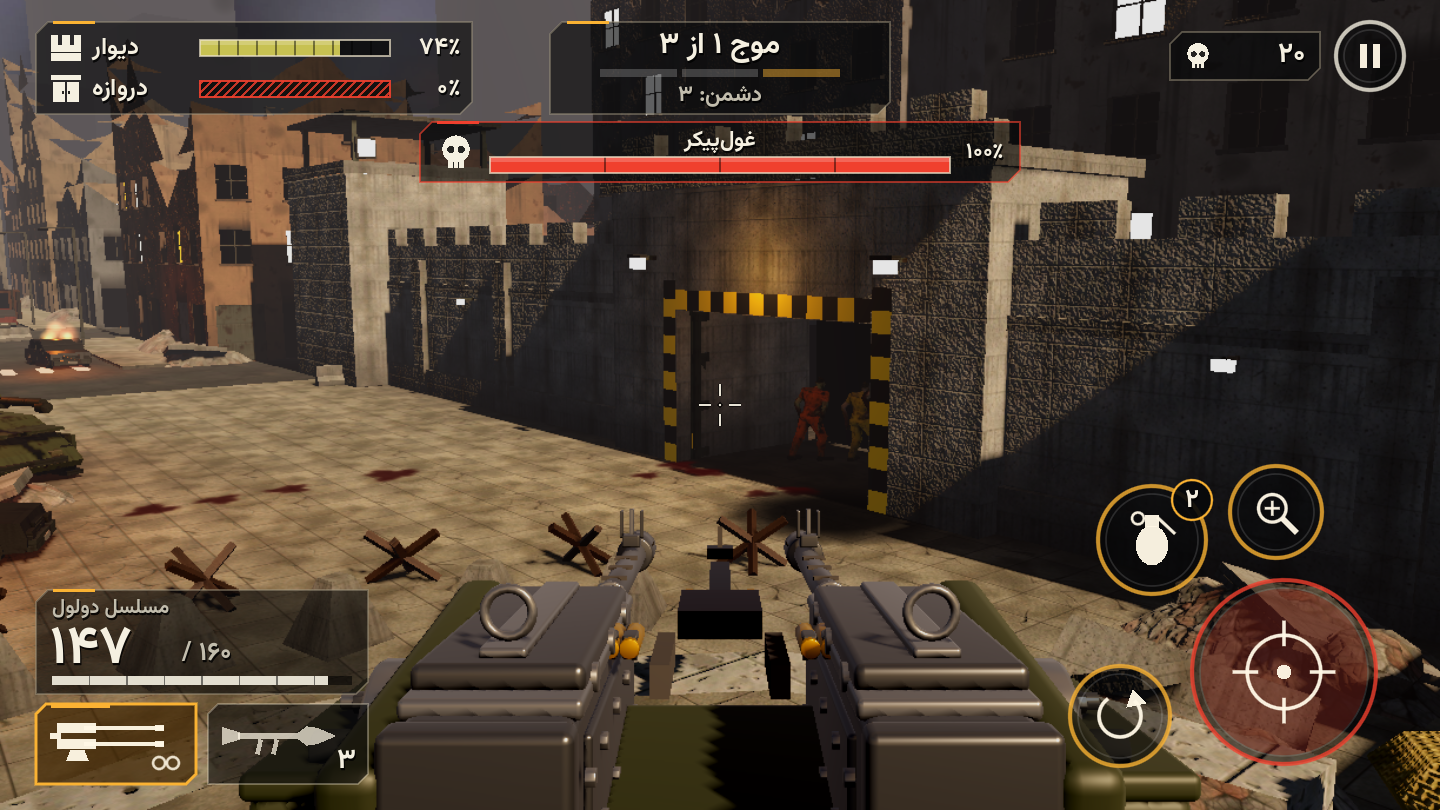 دیوار ۷۴٪
دروازه ۰٪
موج ۱ از ۳
دشمن: ۳
۲۰
غول‌پیکر ۱۰۰٪
۲
مسلسل دولول
۱۴۷ / ۱۶۰
∞
۳